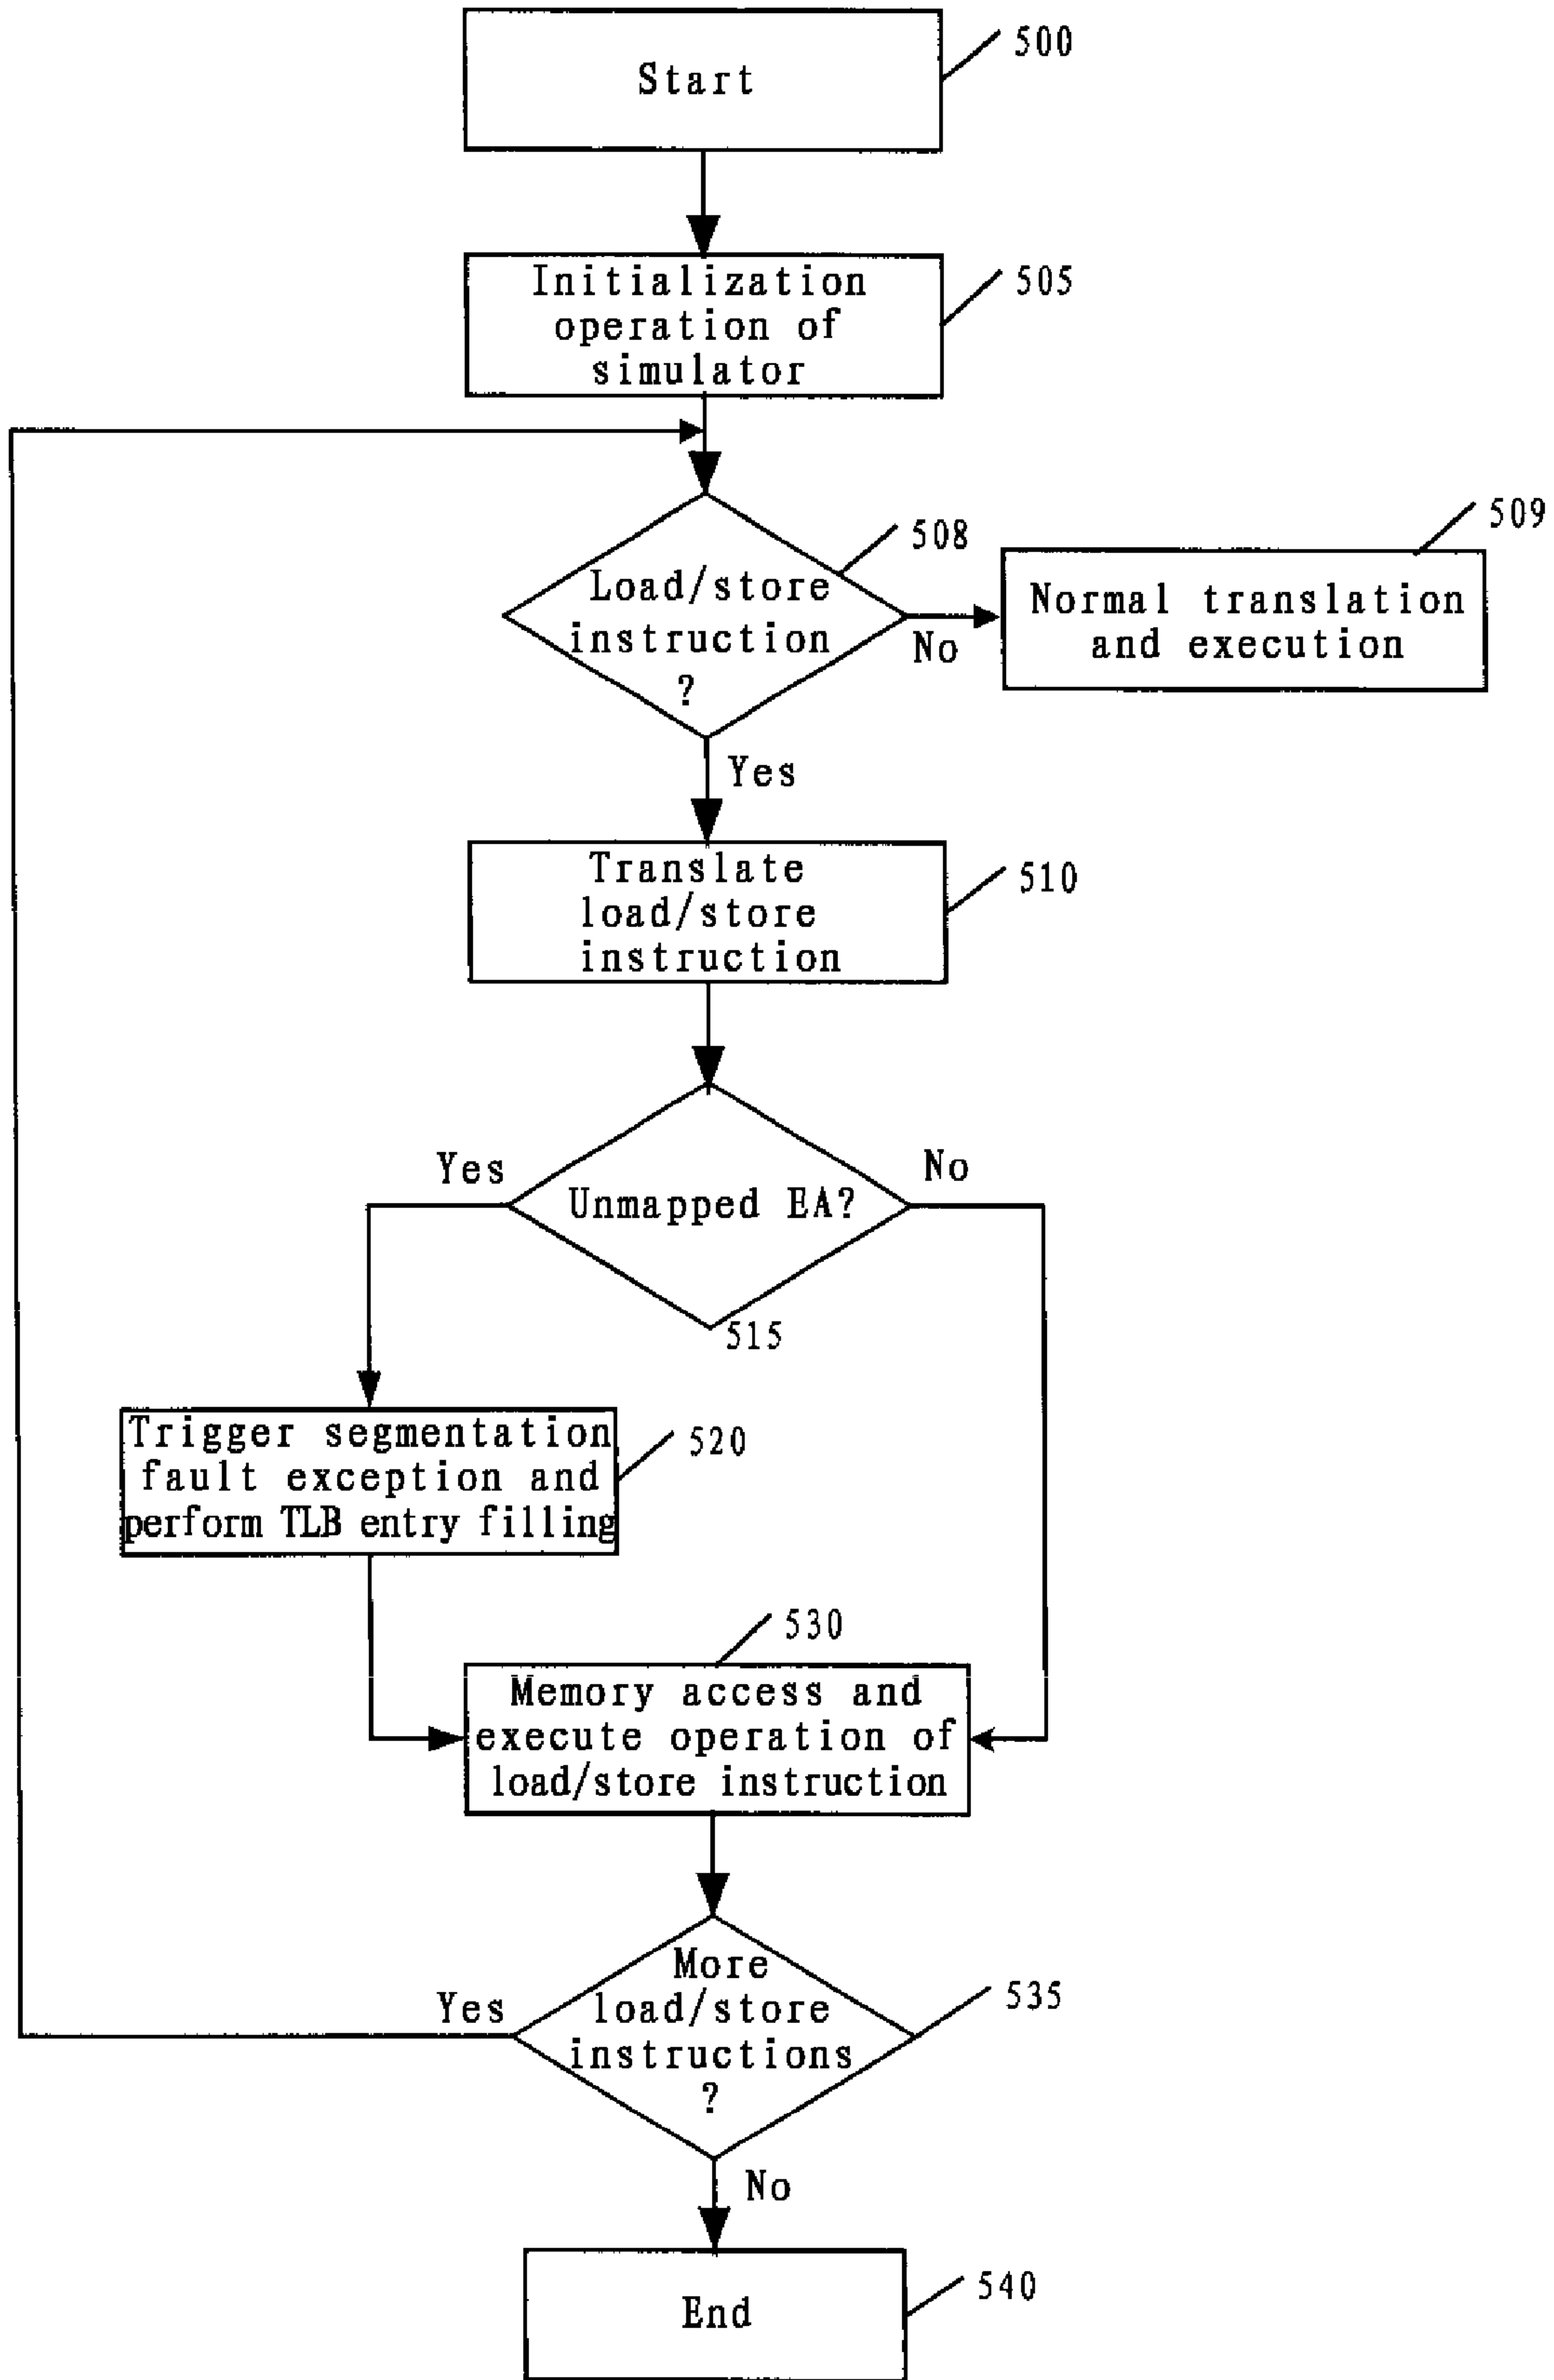 Start
500
Initialization
operation of
simulator
505
Load/store
instruction
?
508
No
Normal translation
and execution
509
Yes
Translate
load/store
instruction
510
Yes
Unmapped EA?
No
515
Trigger segmentation
fault exception and
perform TLB entry filling
520
530
Memory access and
execute operation of
load/store instruction
Yes
More
load/store
instructions
?
535
No
End
540